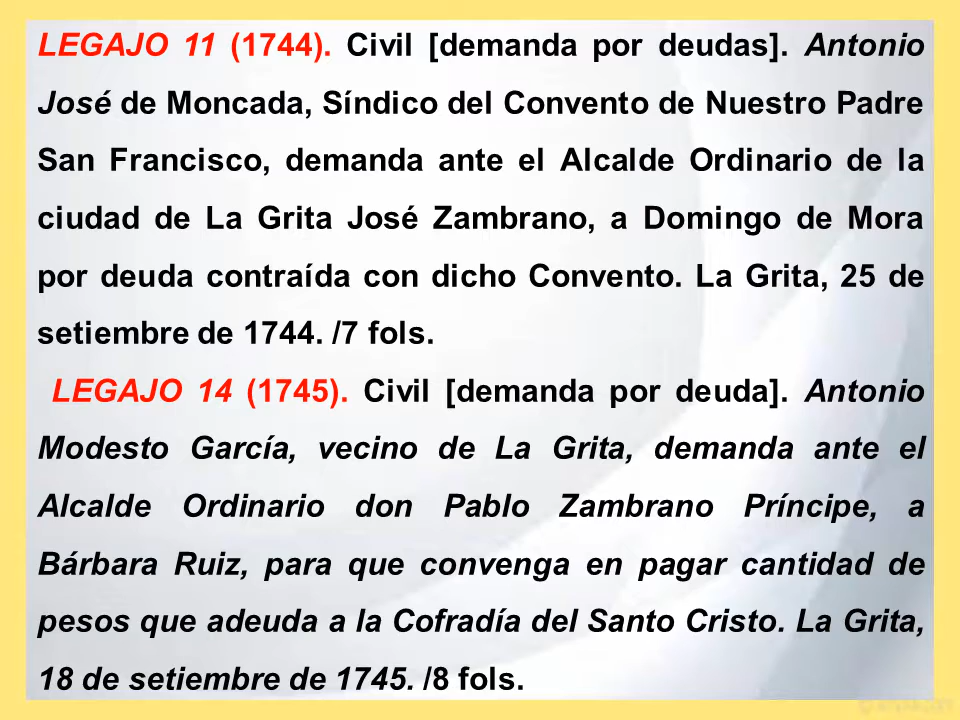 LEGAJO 11 (1744). Civil [demanda por deudas]. Antonio
José de Moncada, Síndico del Convento de Nuestro Padre
San Francisco, demanda ante el Alcalde Ordinario de la
ciudad de La Grita José Zambrano, a Domingo de Mora
por deuda contraída con dicho Convento. La Grita, 25 de
setiembre de 1744. /7 fols.
LEGAJO 14 (1745). Civil [demanda por deuda]. Antonio
Modesto García, vecino de La Grita, demanda ante el
Alcalde Ordinario don Pablo Zambrano Príncipe, a
Bárbara Ruiz, para que convenga en pagar cantidad de
pesos que adeuda a la Cofradía del Santo Cristo. La Grita,
18 de setiembre de 1745. /8 fols.